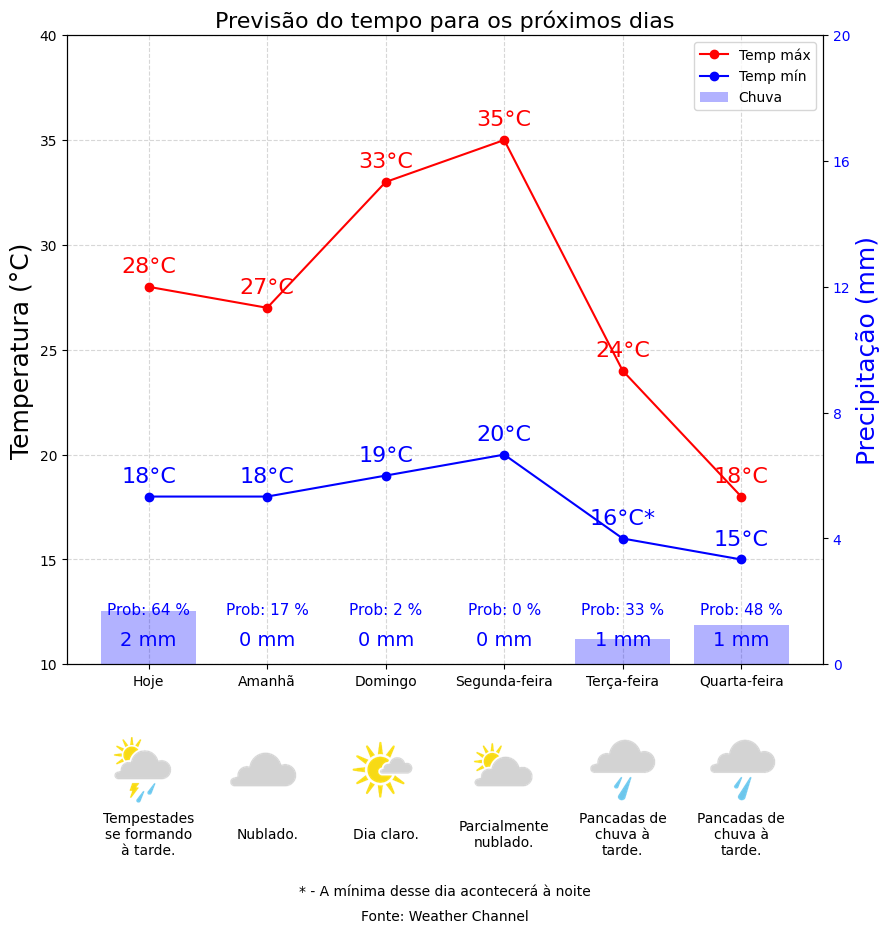 Previsão do tempo para os próximos dias
Temp máx
Temp mín
Chuva
40
35
30
25
20
15
10
Temperatura (°C)
20
16
12
8
4
0
Precipitação (mm)
28°C
27°C
33°C
35°C
24°C
18°C
18°C
18°C
19°C
20°C
16°C*
15°C
Prob: 64 %
Prob: 17 %
Prob: 2 %
Prob: 0 %
Prob: 33 %
Prob: 48 %
2 mm
0 mm
0 mm
0 mm
1 mm
1 mm
Hoje
Amanhã
Domingo
Segunda-feira
Terça-feira
Quarta-feira
Tempestades
se formando
à tarde.
Nublado.
Dia claro.
Parcialmente
nublado.
Pancadas de
chuva à
tarde.
Pancadas de
chuva à
tarde.
* - A mínima desse dia acontecerá à noite
Fonte: Weather Channel